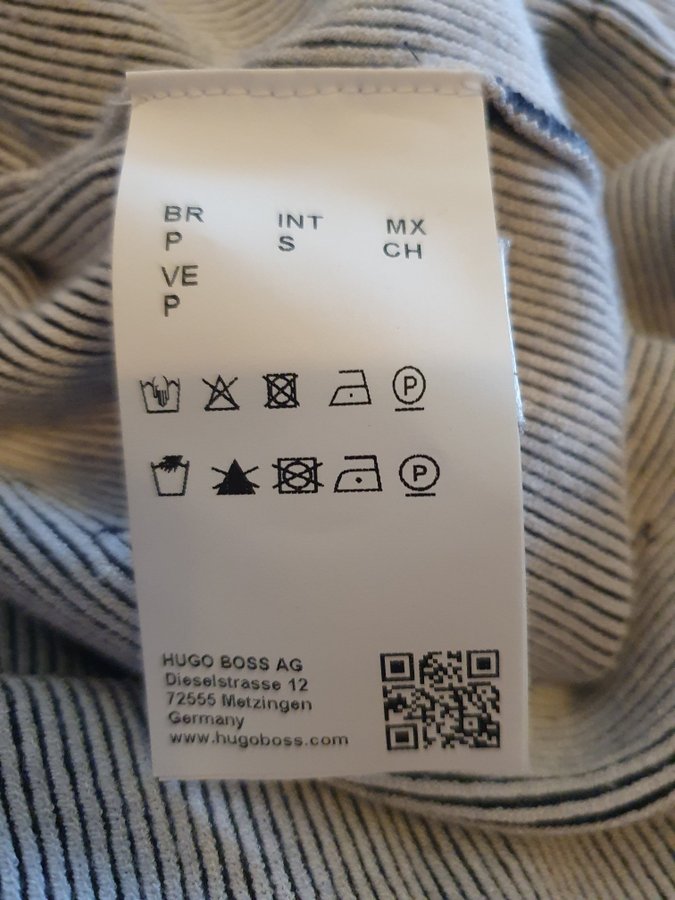 BR INT MX
P S CH
VE
P
P
P
HUGO BOSS AG
Dieselstrasse 12
72555 Metzingen
Germany
www.hugoboss.com